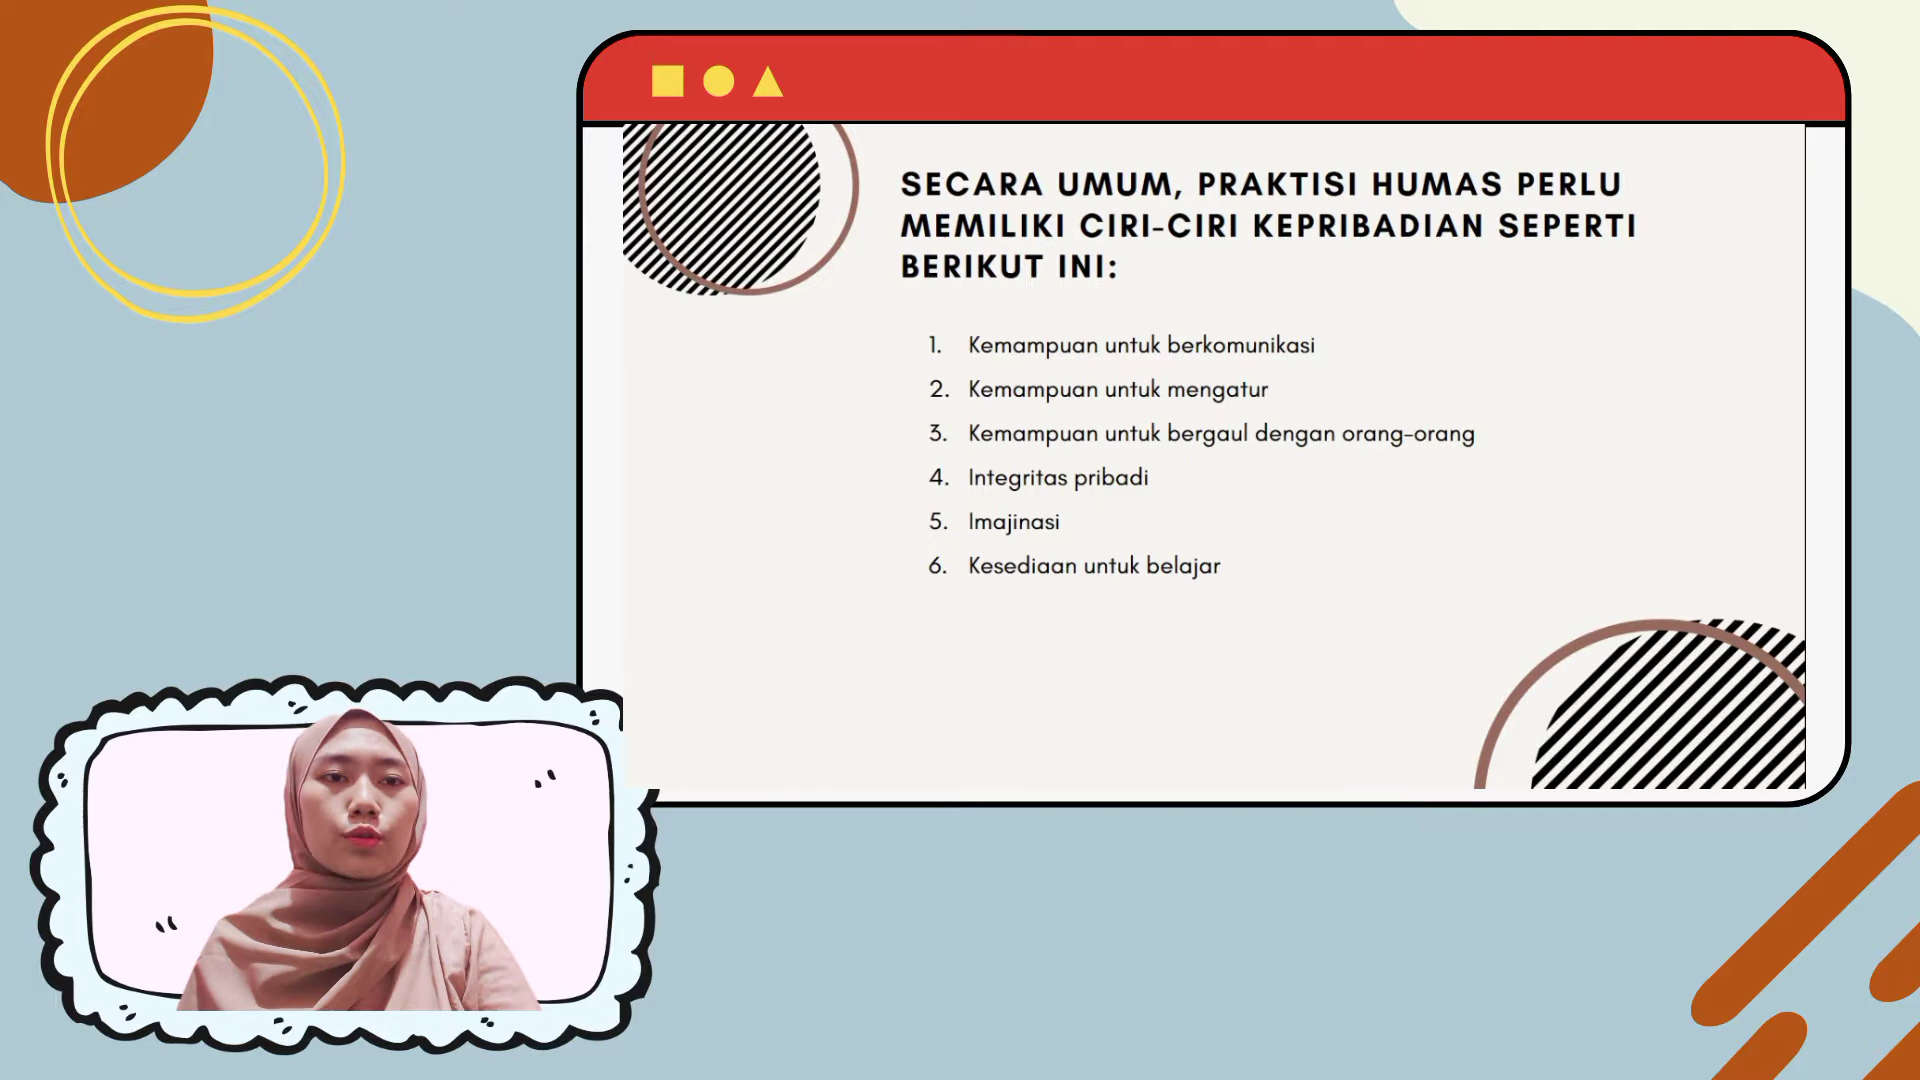 SECARA UMUM, PRAKTISI HUMAS PERLU
MEMILIKI CIRI-CIRI KEPRIBADIAN SEPERTI
BERIKUT INI:
1. Kemampuan untuk berkomunikasi
2. Kemampuan untuk mengatur
3. Kemampuan untuk bergaul dengan orang-orang
4. Integritas pribadi
5. Imajinasi
6. Kesediaan untuk belajar